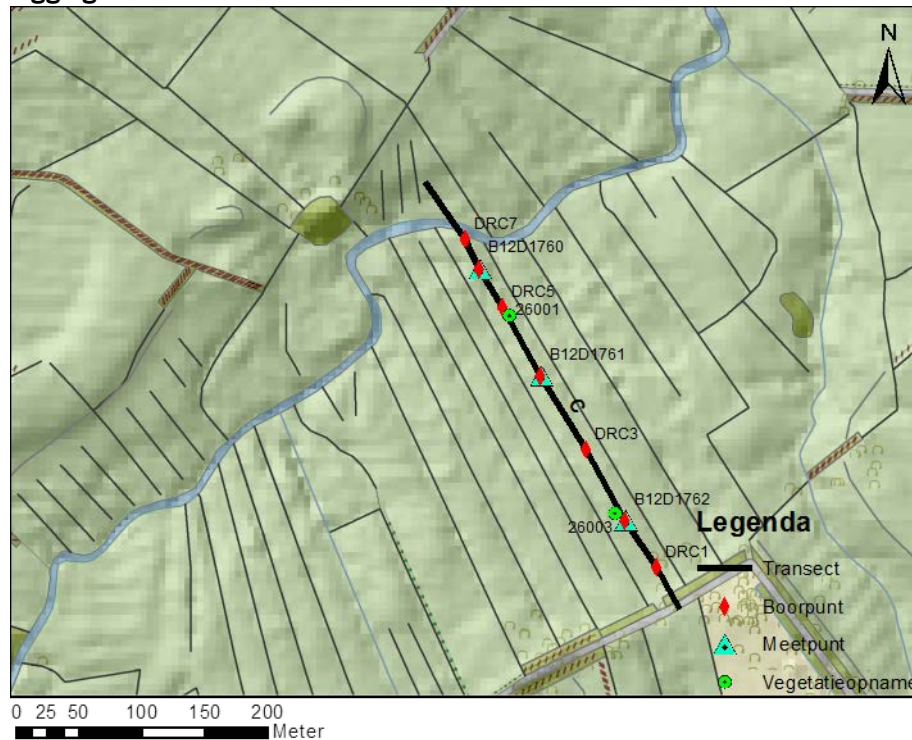 N
DRC7
B12D1760
DRC5
26001
B12D1761
C
DRC3
B12D1762
26003
DRC1
Legenda
Transect
Boorpunt
Meetpunt
Vegetatieopname
0 25 50 100 150 200
Meter